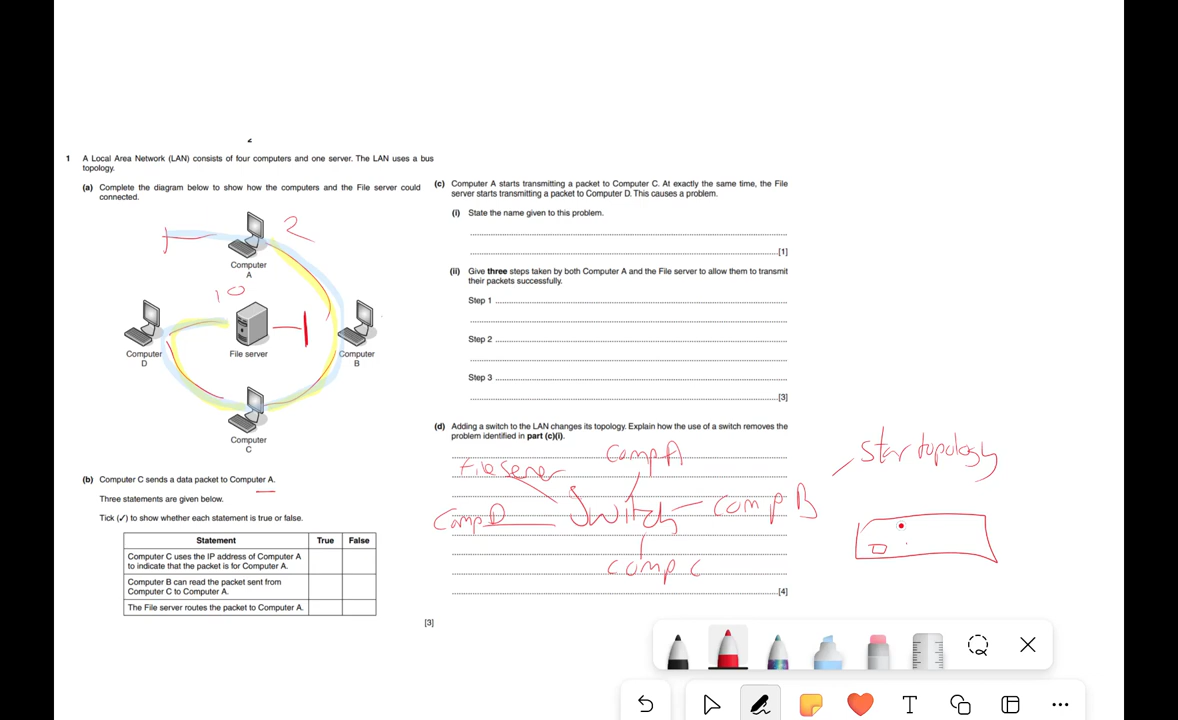 1 A Local Area Network (LAN) consists of four computers and one server. The LAN uses a bus
topology.
(a) Complete the diagram below to show how the computers and the File server could
connected.
2
Computer
A
10
Computer
D
File server
Computer
B
Computer
C
(b) Computer C sends a data packet to Computer A.
Three statements are given below.
Tick (✓) to show whether each statement is true or false.
Statement True False
Computer C uses the IP address of Computer A
to indicate that the packet is for Computer A.
Computer B can read the packet sent from
Computer C to Computer A.
The File server routes the packet to Computer A.
[3]
(c) Computer A starts transmitting a packet to Computer C. At exactly the same time, the File
server starts transmitting a packet to Computer D. This causes a problem.
(i) State the name given to this problem.
[1]
(ii) Give three steps taken by both Computer A and the File server to allow them to transmit
their packets successfully.
Step 1
Step 2
Step 3
[3]
(d) Adding a switch to the LAN changes its topology. Explain how the use of a switch removes the
problem identified in part (c)(i).
Comp A
File Server
Comp D Switch Comp B
Comp C
[4]
star topology
T